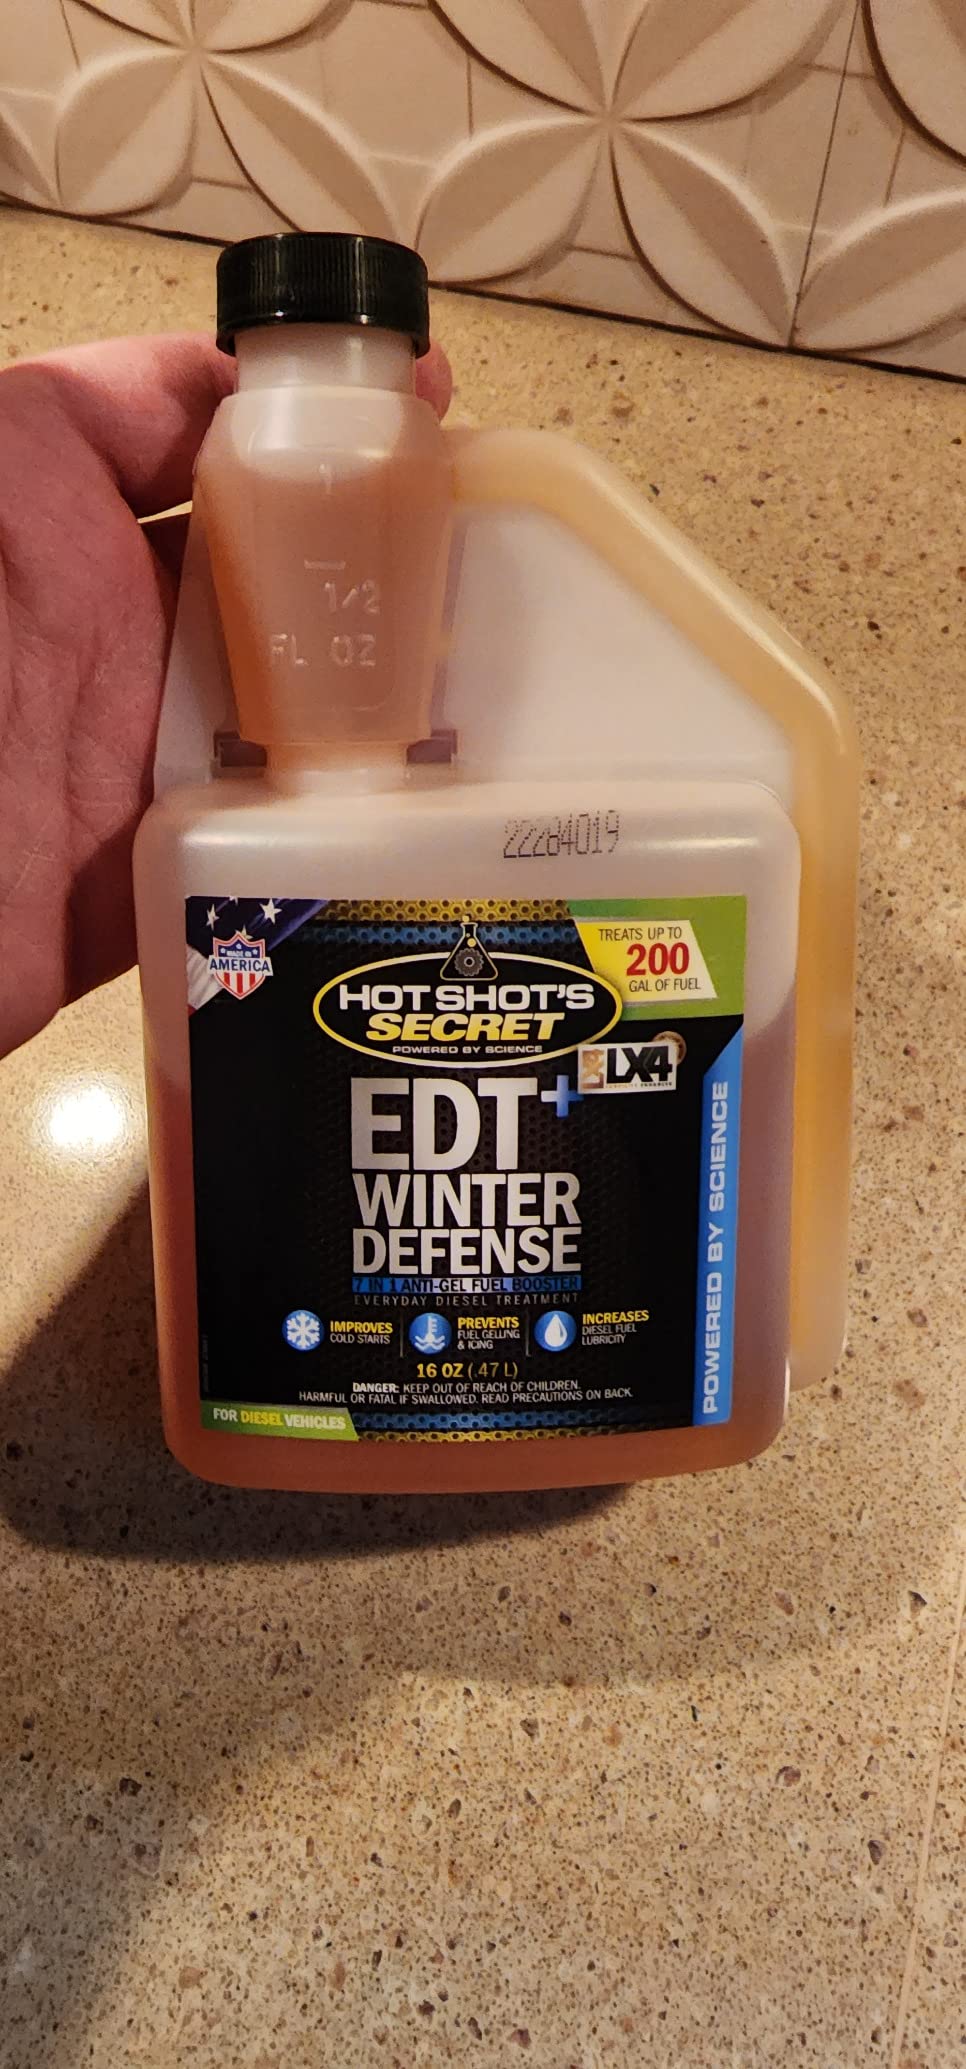 1
1/2
FL OZ
22284019
MADE IN
AMERICA
TREATS UP TO
200
GAL OF FUEL
HOT SHOT'S
SECRET
POWERED BY SCIENCE
LX4 LX4
EDT+
WINTER
DEFENSE
7 IN 1 ANTI-GEL FUEL BOOSTER
EVERYDAY DIESEL TREATMENT
IMPROVES
COLD STARTS
PREVENTS
FUEL GELLING
& ICING
INCREASES
DIESEL FUEL
LUBRICITY
16 OZ (.47 L)
DANGER: KEEP OUT OF REACH OF CHILDREN.
HARMFUL OR FATAL IF SWALLOWED. READ PRECAUTIONS ON BACK.
FOR DIESEL VEHICLES
POWERED BY SCIENCE